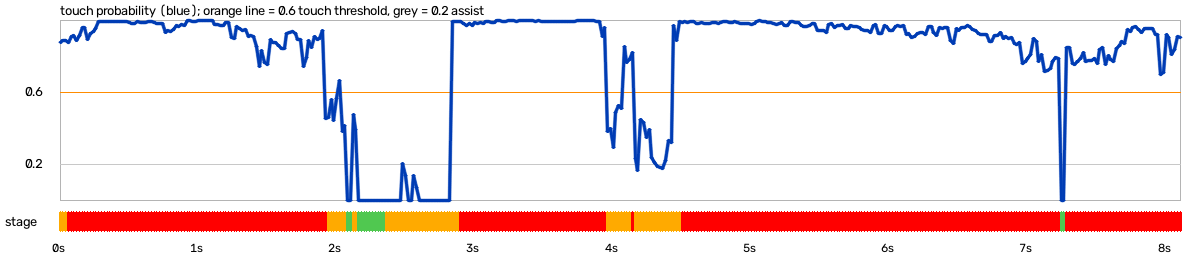 touch probability (blue); orange line = 0.6 touch threshold, grey = 0.2 assist
0.6
0.2
stage
0s 1s 2s 3s 4s 5s 6s 7s 8s